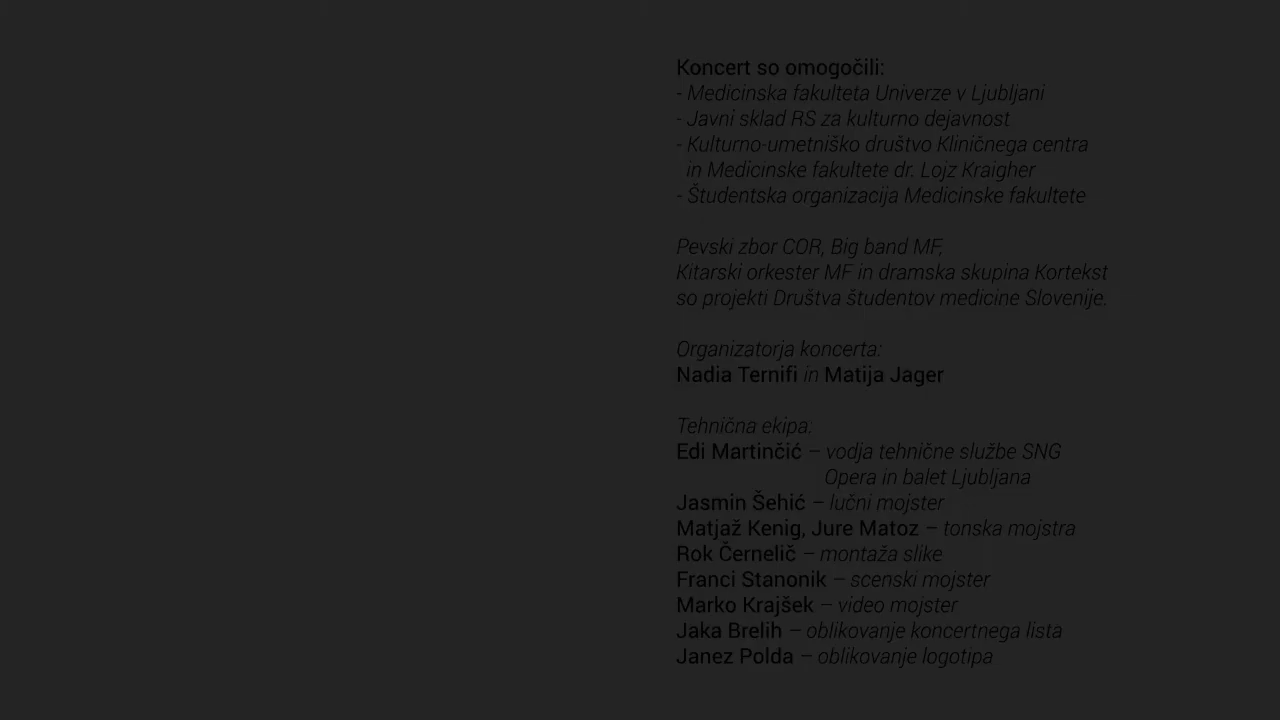 Koncert so omogočili:
- Medicinska fakulteta Univerze v Ljubljani
- Javni sklad RS za kulturno dejavnost
- Kulturno-umetniško društvo Kliničnega centra
in Medicinske fakultete dr. Lojz Kraigher
- Študentska organizacija Medicinske fakultete
Pevski zbor COR, Big band MF,
Kitarski orkester MF in dramska skupina Kortekst
so projekti Društva študentov medicine Slovenije.
Organizatorja koncerta:
Nadia Ternifi in Matija Jager
Tehnična ekipa:
Edi Martinčić – vodja tehnične službe SNG
Opera in balet Ljubljana
Jasmin Šehić – lučni mojster
Matjaž Kenig, Jure Matoz – tonska mojstra
Rok Černelič – montaža slike
Franci Stanonik – scenski mojster
Marko Krajšek – video mojster
Jaka Brelih – oblikovanje koncertnega lista
Janez Polda – oblikovanje logotipa